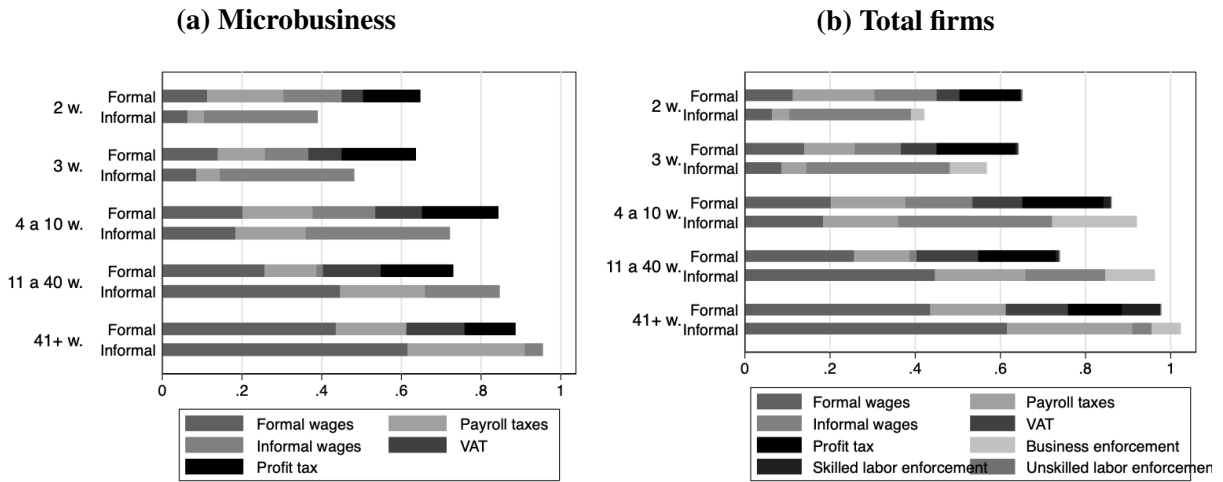 (a) Microbusiness
2 w.
Formal
Informal
3 w.
Formal
Informal
4 a 10 w.
Formal
Informal
11 a 40 w.
Formal
Informal
41+ w.
Formal
Informal
0 .2 .4 .6 .8 1
Formal wages Payroll taxes
Informal wages VAT
Profit tax
(b) Total firms
2 w.
Formal
Informal
3 w.
Formal
Informal
4 a 10 w.
Formal
Informal
11 a 40 w.
Formal
Informal
41+ w.
Formal
Informal
0 .2 .4 .6 .8 1
Formal wages Payroll taxes
Informal wages VAT
Profit tax Business enforcement
Skilled labor enforcement Unskilled labor enforcemen